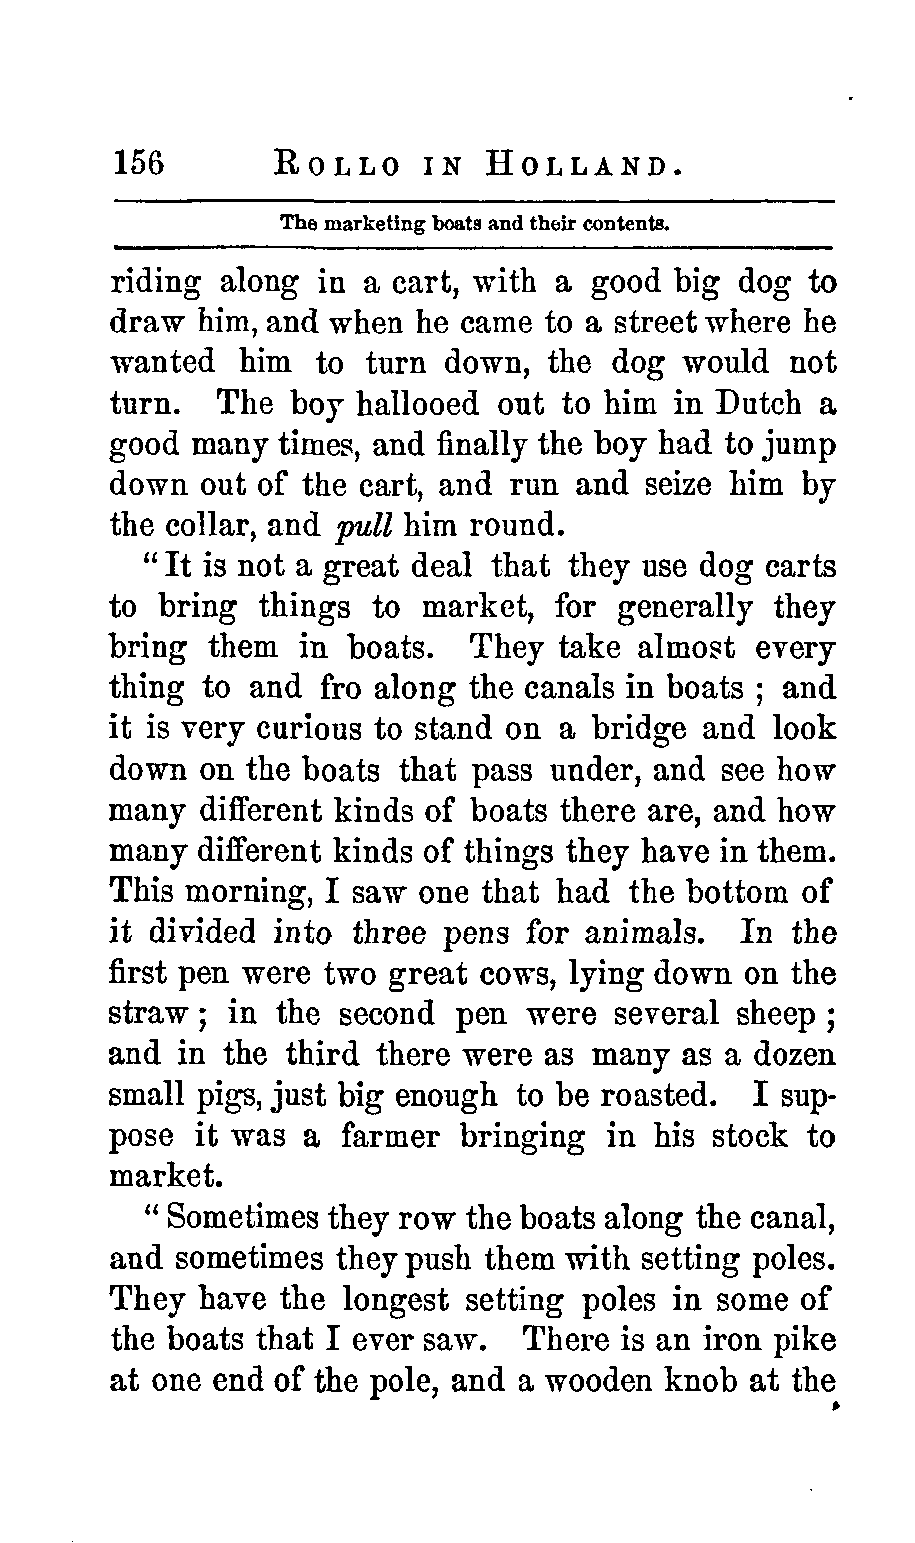 156 ROLLO IN HOLLAND.
The marketing boats and their contents.
riding along in a cart, with a good big dog to
draw him, and when he came to a street where he
wanted him to turn down, the dog would not
turn. The boy hallooed out to him in Dutch a
good many times, and finally the boy had to jump
down out of the cart, and run and seize him by
the collar, and pull him round.
"It is not a great deal that they use dog carts
to bring things to market, for generally they
bring them in boats. They take almost every
thing to and fro along the canals in boats ; and
it is very curious to stand on a bridge and look
down on the boats that pass under, and see how
many different kinds of boats there are, and how
many different kinds of things they have in them.
This morning, I saw one that had the bottom of
it divided into three pens for animals. In the
first pen were two great cows, lying down on the
straw ; in the second pen were several sheep ;
and in the third there were as many as a dozen
small pigs, just big enough to be roasted. I sup-
pose it was a farmer bringing in his stock to
market.
"Sometimes they row the boats along the canal,
and sometimes they push them with setting poles.
They have the longest setting poles in some of
the boats that I ever saw. There is an iron pike
at one end of the pole, and a wooden knob at the